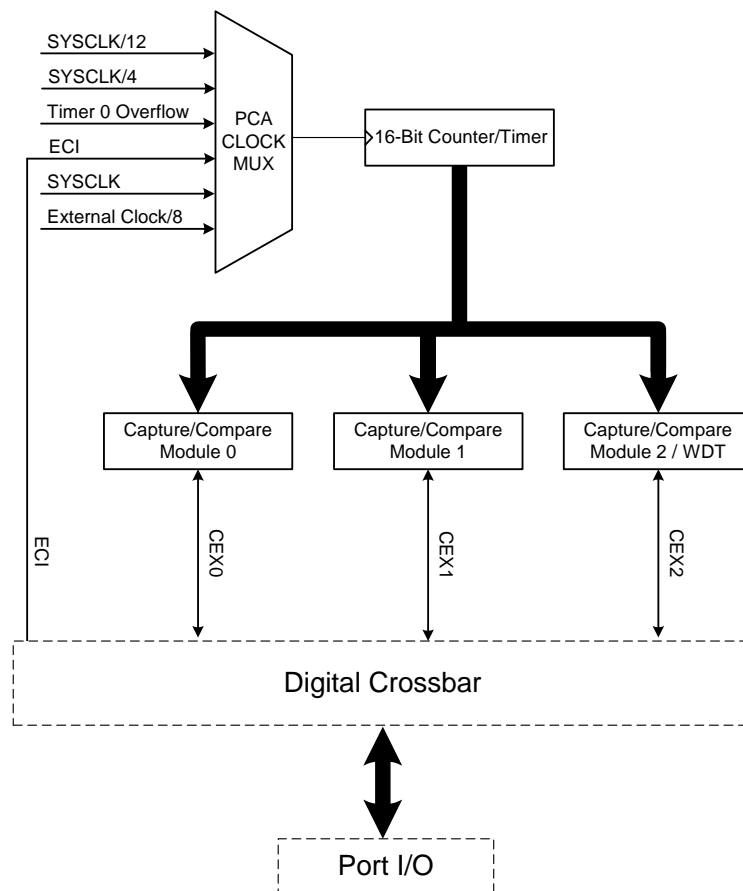 SYSCLK/12
SYSCLK/4
Timer 0 Overflow
ECI
SYSCLK
External Clock/8
PCA
CLOCK
MUX
16-Bit Counter/Timer
Capture/Compare
Module 0
Capture/Compare
Module 1
Capture/Compare
Module 2 / WDT
ECI
CEX0
CEX1
CEX2
Digital Crossbar
Port I/O